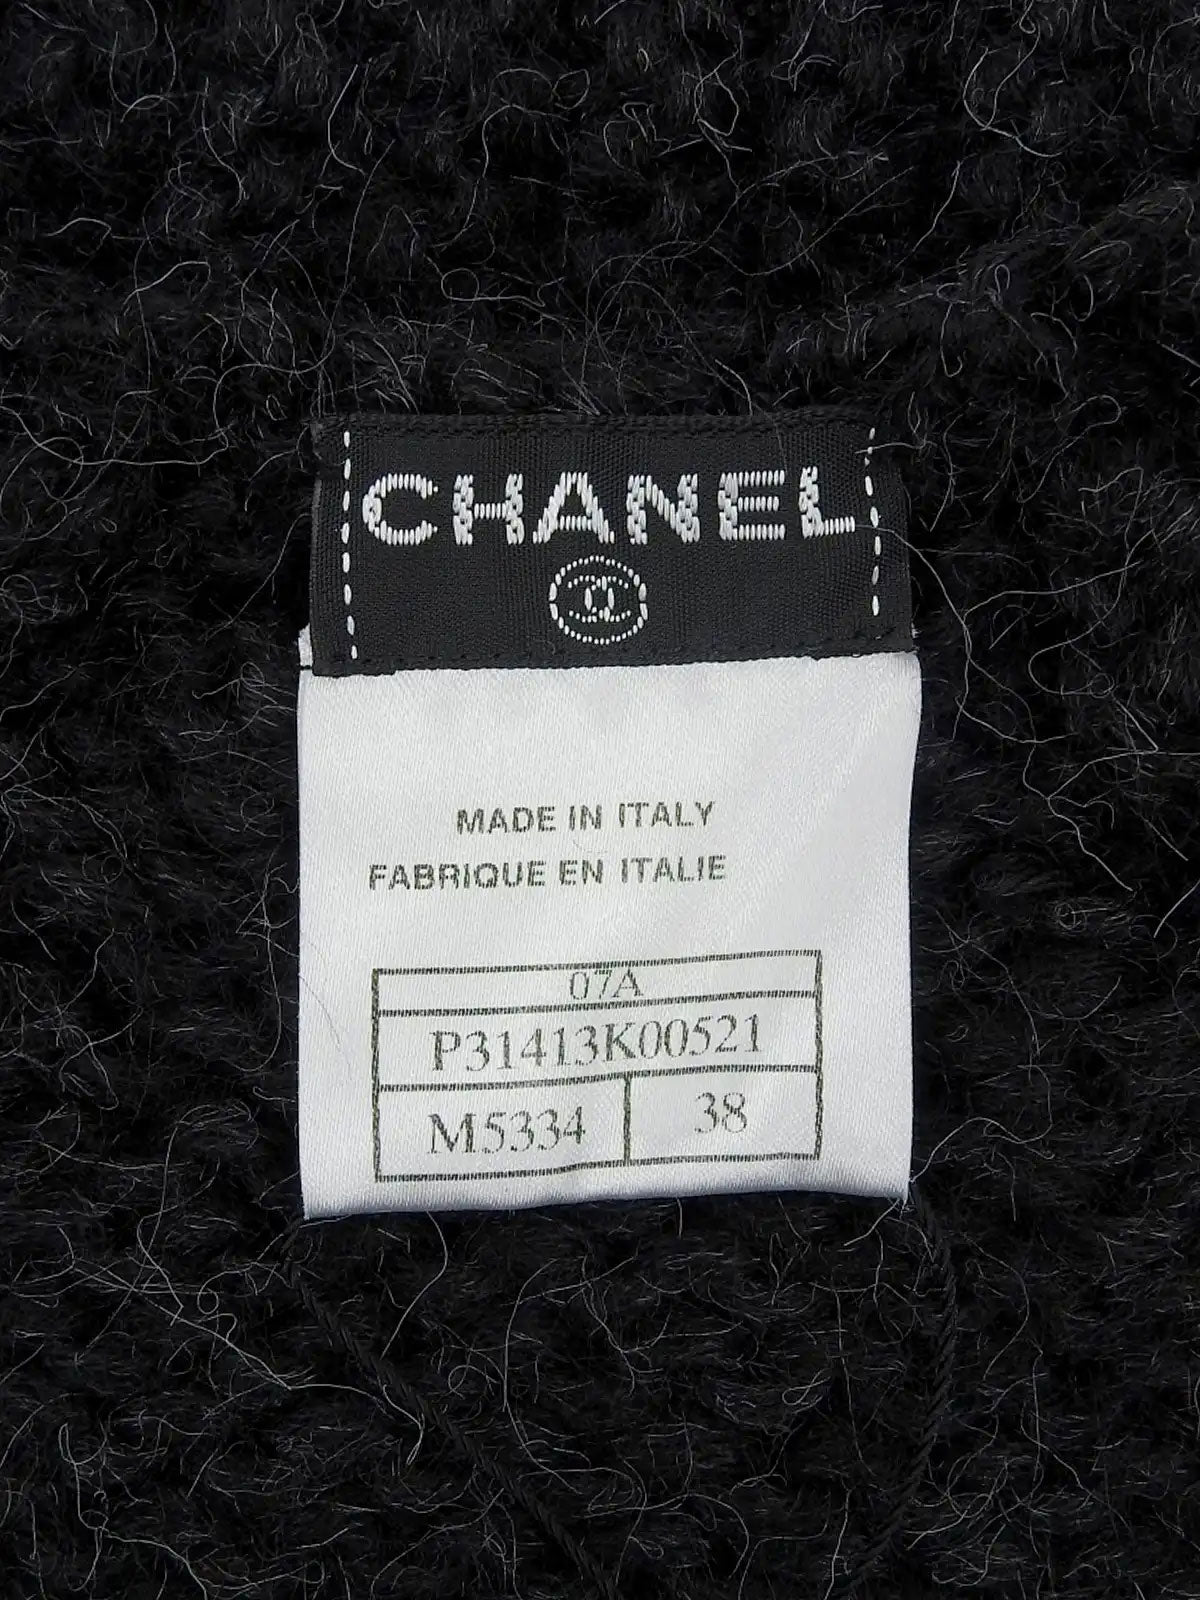 CHANEL
MADE IN ITALY
FABRIQUE EN ITALIE
07A
P31413K00521
M5334 38